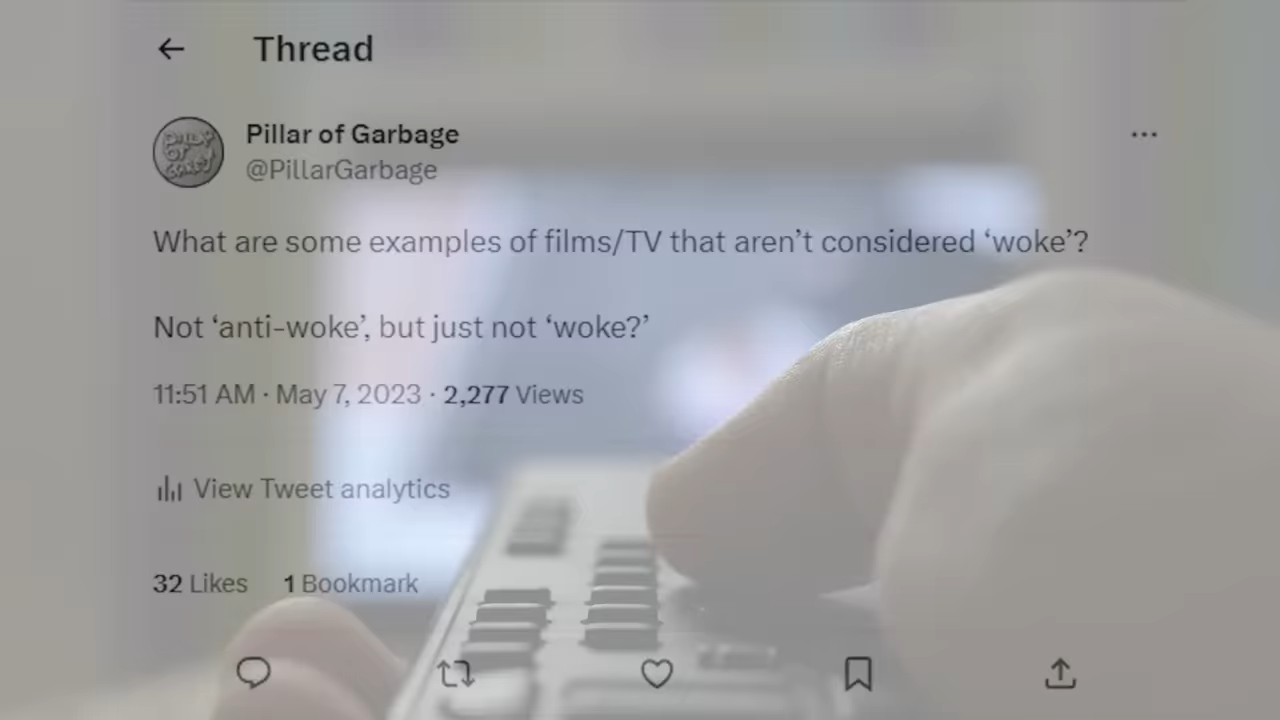 Thread
Pillar of Garbage
@PillarGarbage
What are some examples of films/TV that aren’t considered ‘woke’?
Not ‘anti-woke’, but just not ‘woke?’
11:51 AM · May 7, 2023 · 2,277 Views
View Tweet analytics
32 Likes 1 Bookmark